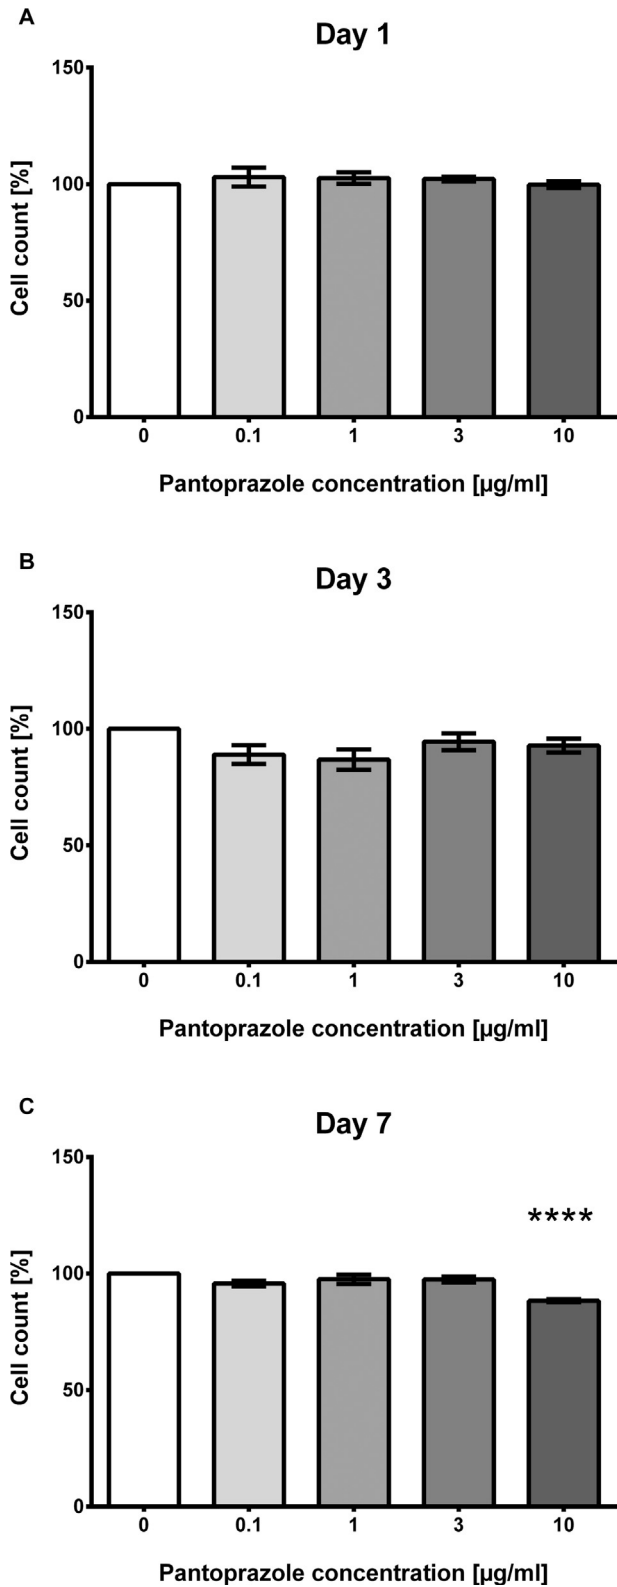 A
Day 1
150
100
50
0
Cell count [%]
0 0.1 1 3 10
Pantoprazole concentration [µg/ml]
B
Day 3
150
100
50
0
Cell count [%]
0 0.1 1 3 10
Pantoprazole concentration [µg/ml]
C
Day 7
150
****
100
50
0
Cell count [%]
0 0.1 1 3 10
Pantoprazole concentration [µg/ml]